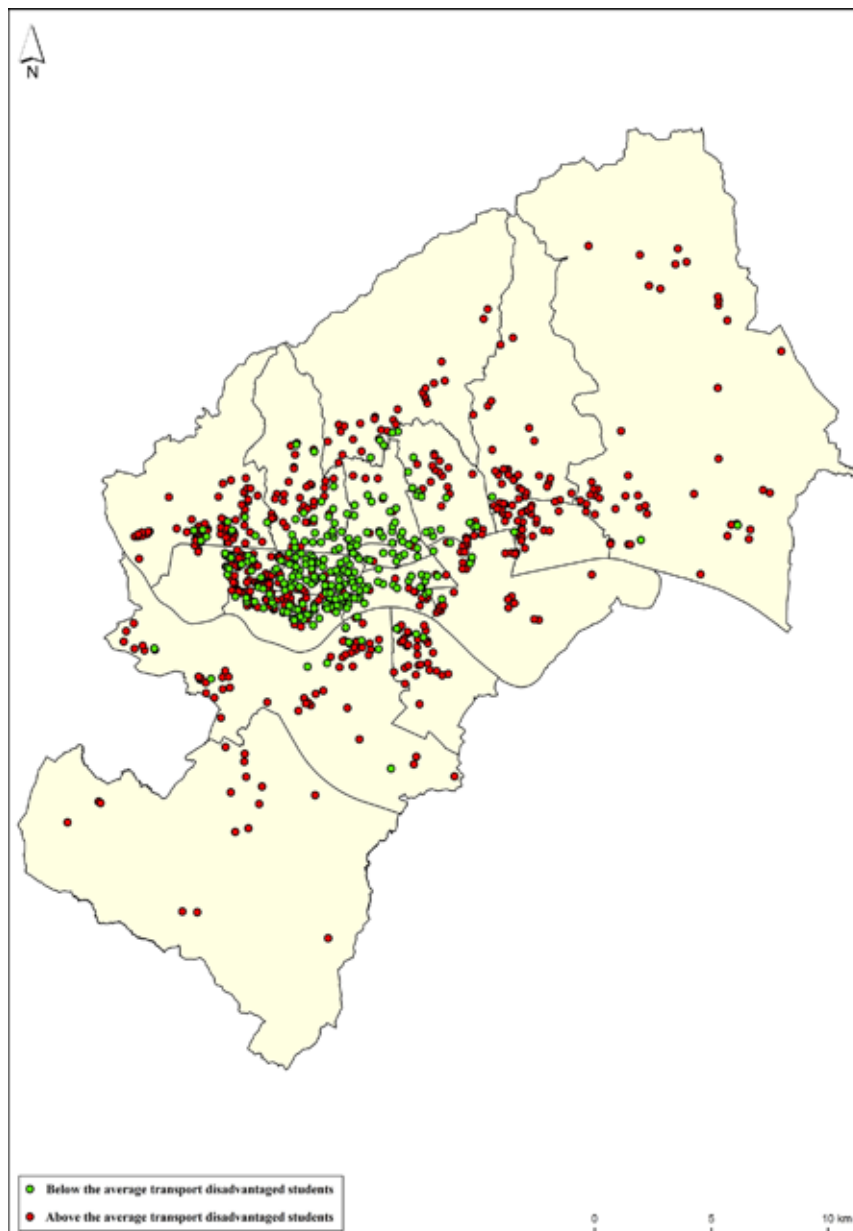 N
Below the average transport disadvantaged students
Above the average transport disadvantaged students
0 5 10 km